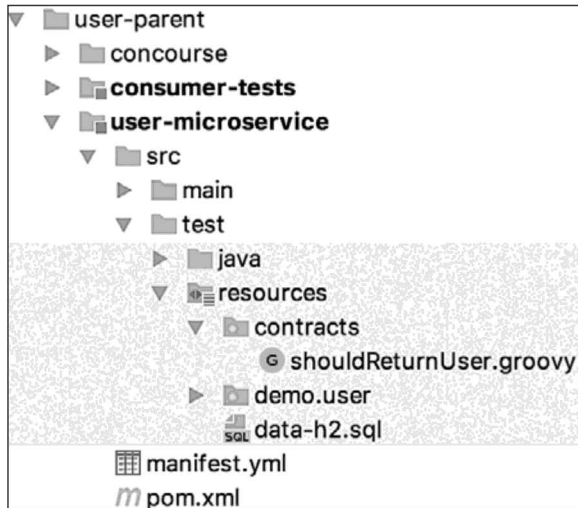 user-parent
concourse
consumer-tests
user-microservice
src
main
test
java
resources
contracts
G shouldReturnUser.groovy
demo.user
SQL data-h2.sql
manifest.yml
m pom.xml